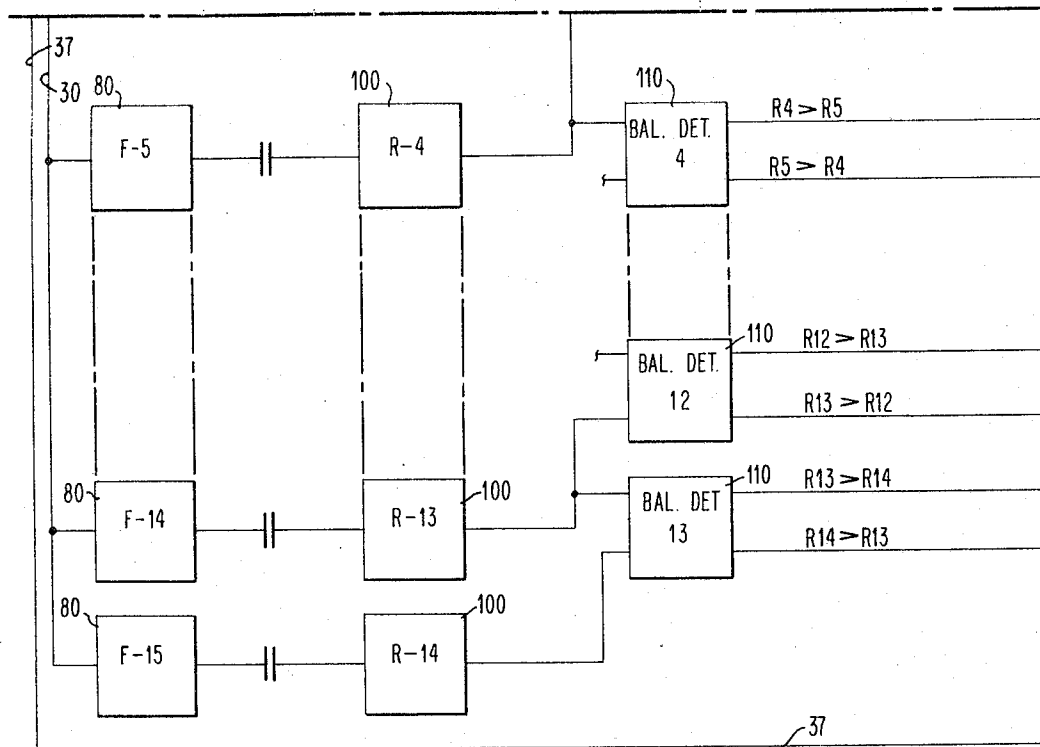 37
30
80
F-5
100
R-4
110
BAL. DET.
4
R4 > R5
R5 > R4
110
BAL. DET.
12
R12 > R13
R13 > R12
80
F-14
100
R-13
110
BAL. DET
13
R13 > R14
R14 > R13
80
F-15
100
R-14
37